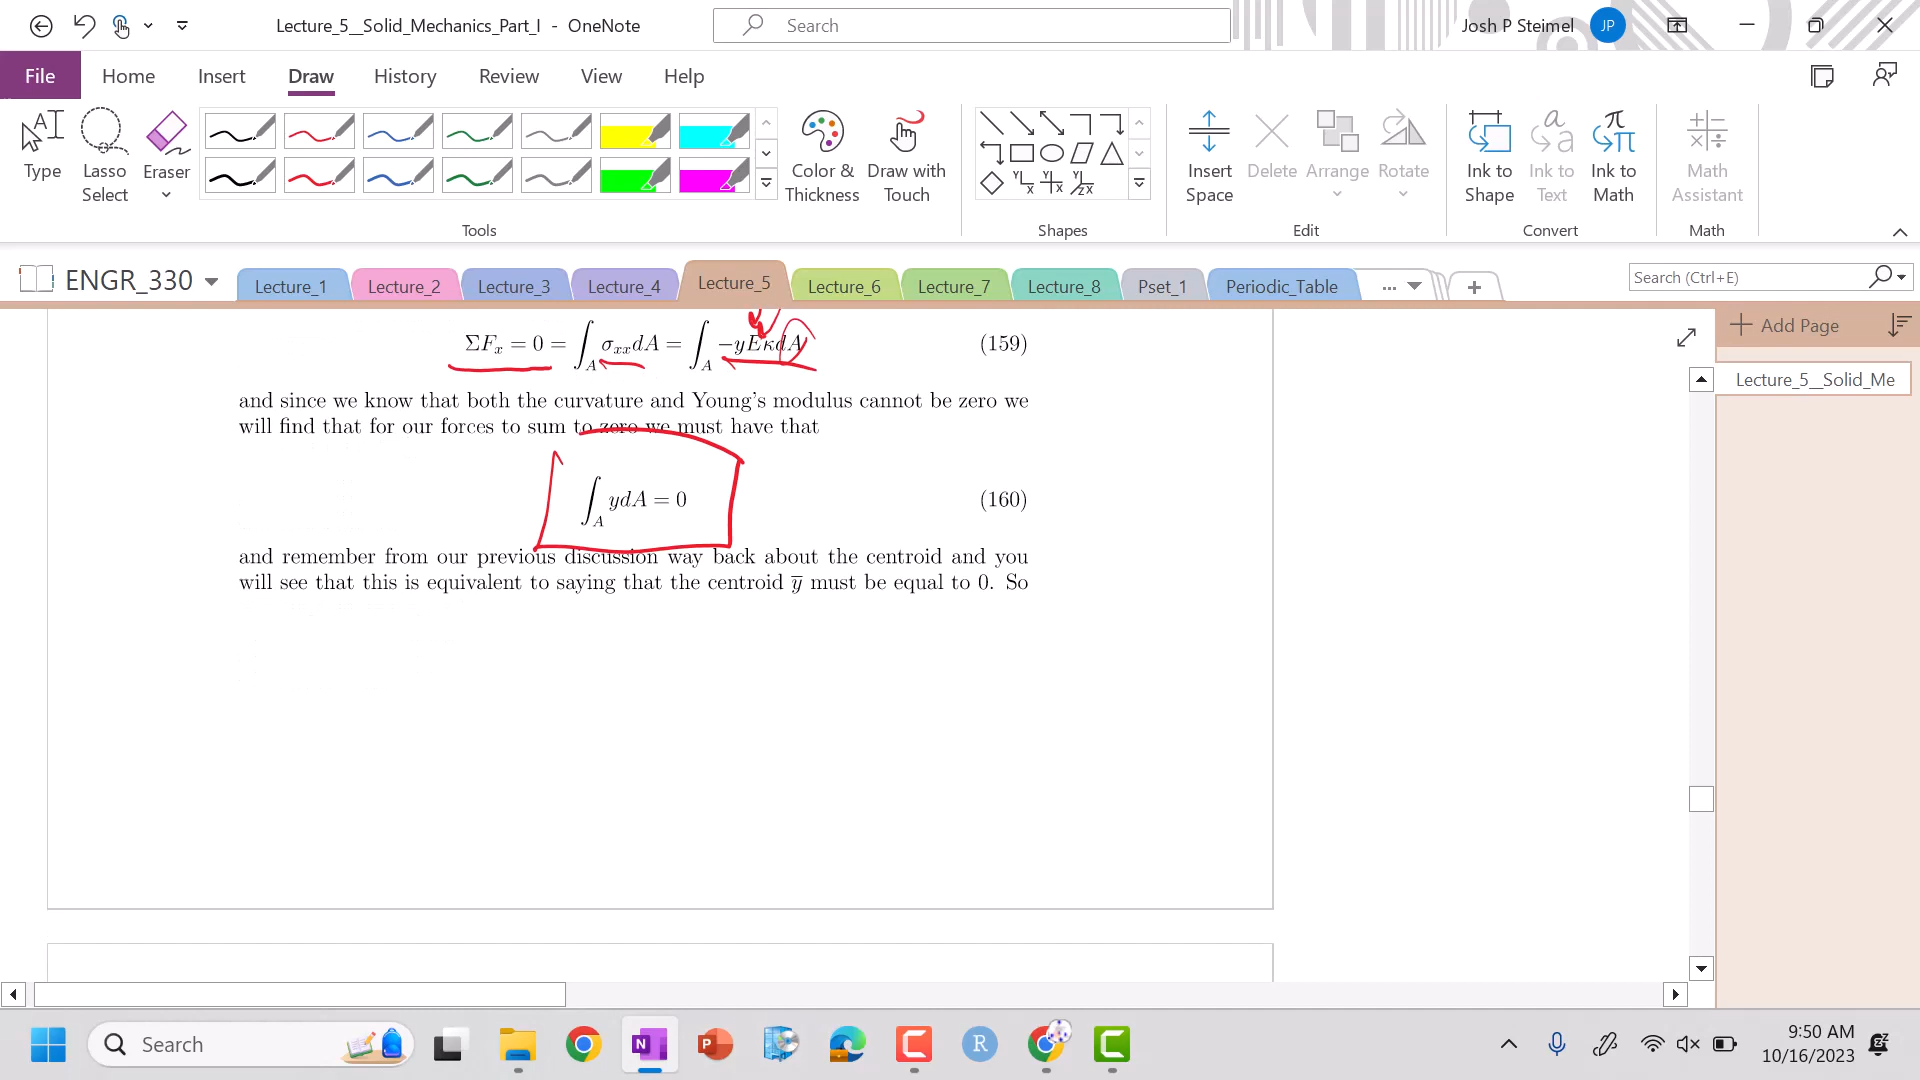 Lecture_5__Solid_Mechanics_Part_I - OneNote
Search
Josh P Steimel
JP
File Home Insert Draw History Review View Help
Type
Lasso Select
Eraser
Color & Thickness
Draw with Touch
Insert Space
Delete
Arrange
Rotate
Ink to Shape
Ink to Text
Ink to Math
Math Assistant
Tools Shapes Edit Convert Math
ENGR_330
Lecture_1 Lecture_2 Lecture_3 Lecture_4 Lecture_5 Lecture_6 Lecture_7 Lecture_8 Pset_1 Periodic_Table ...
Search (Ctrl+E)
Add Page
Lecture_5__Solid_Me
ΣF_x = 0 = ∫_A σ_xx dA = ∫_A −yEκdA (159)
and since we know that both the curvature and Young's modulus cannot be zero we
will find that for our forces to sum to zero we must have that
∫_A ydA = 0 (160)
and remember from our previous discussion way back about the centroid and you
will see that this is equivalent to saying that the centroid y̅ must be equal to 0. So
Search
9:50 AM
10/16/2023